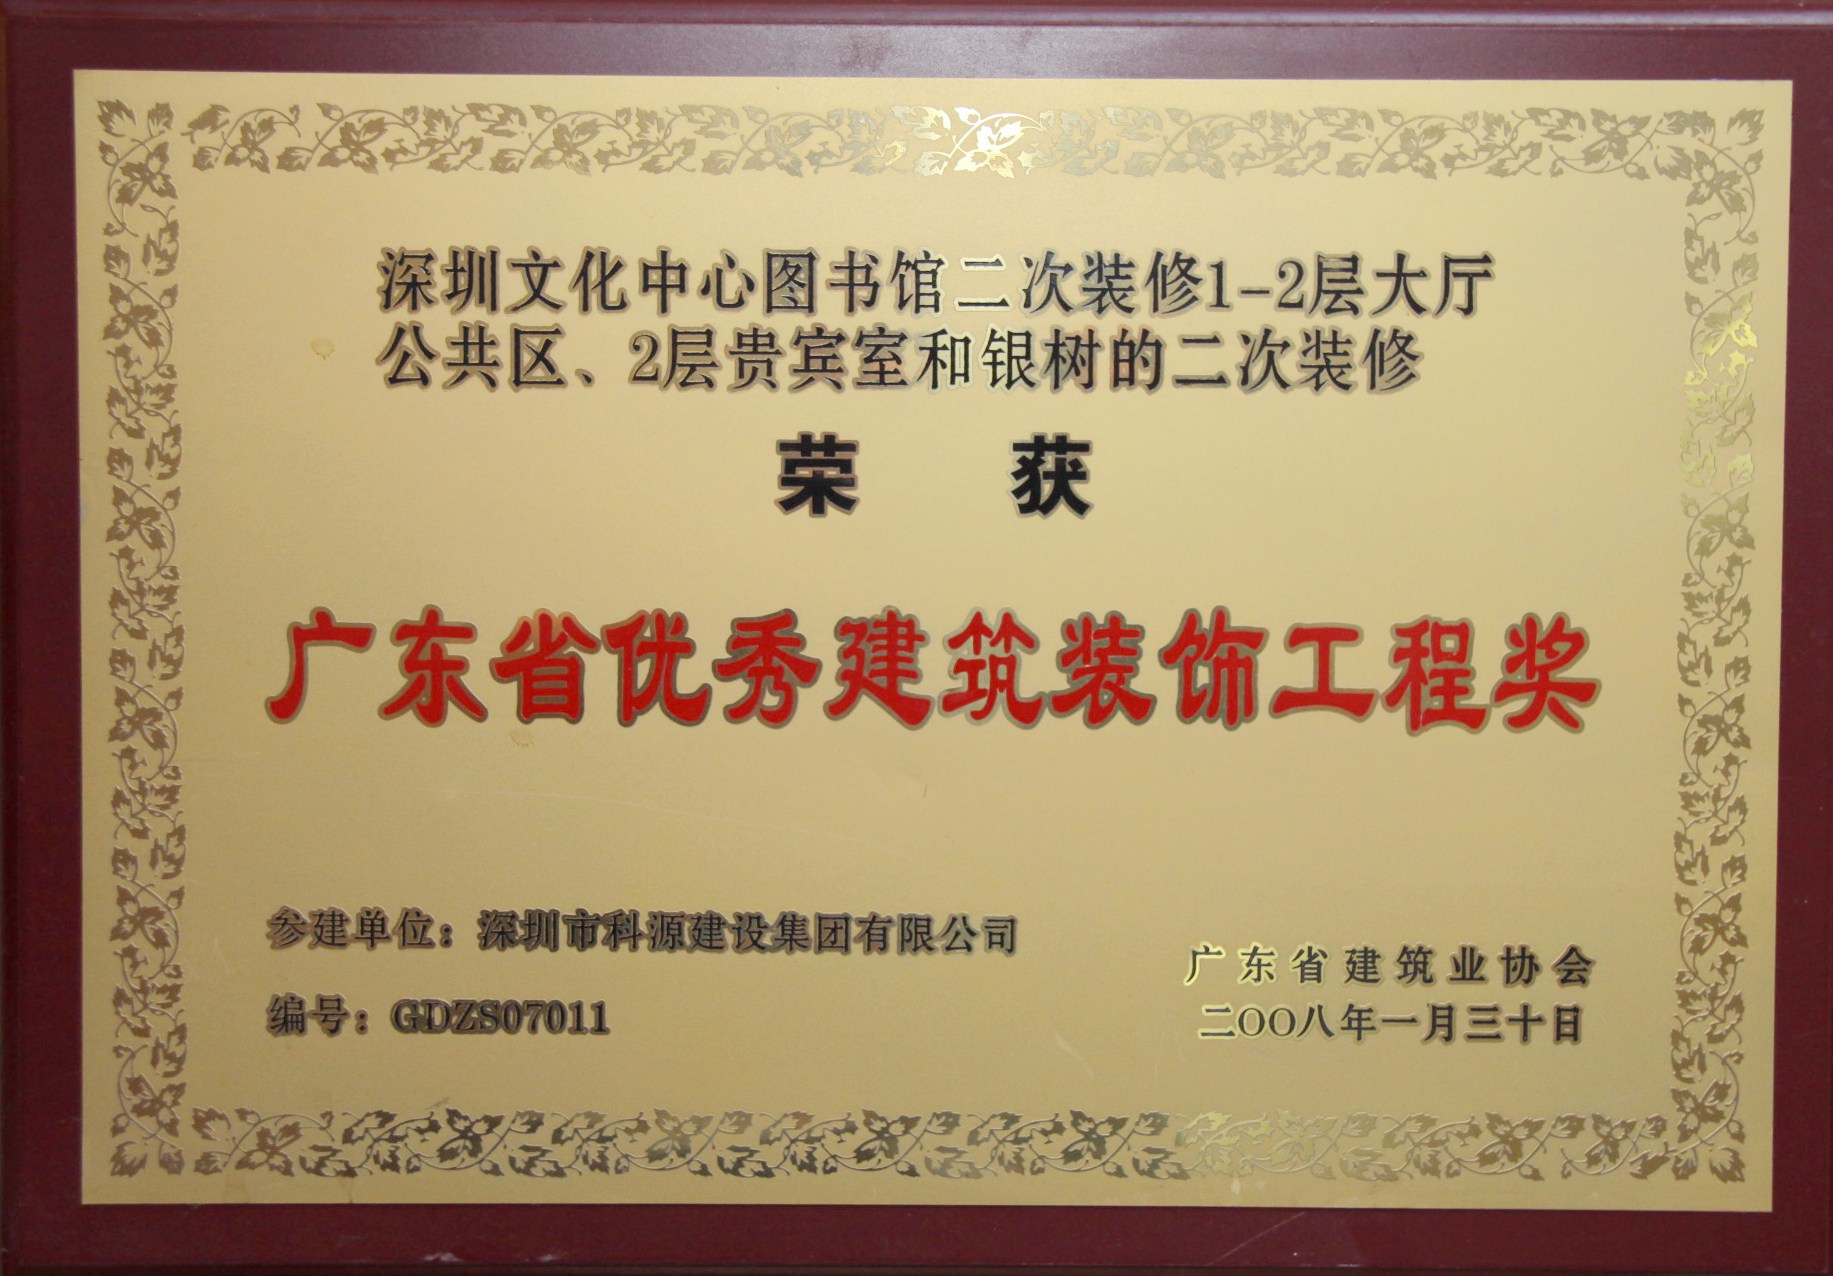 深圳文化中心图书馆二次装修1-2层大厅
公共区、2层贵宾室和银树的二次装修
荣 获
广东省优秀建筑装饰工程奖
参建单位：深圳市科源建设集团有限公司
编号：GDZS07011
广东省建筑业协会
二〇〇八年一月三十日